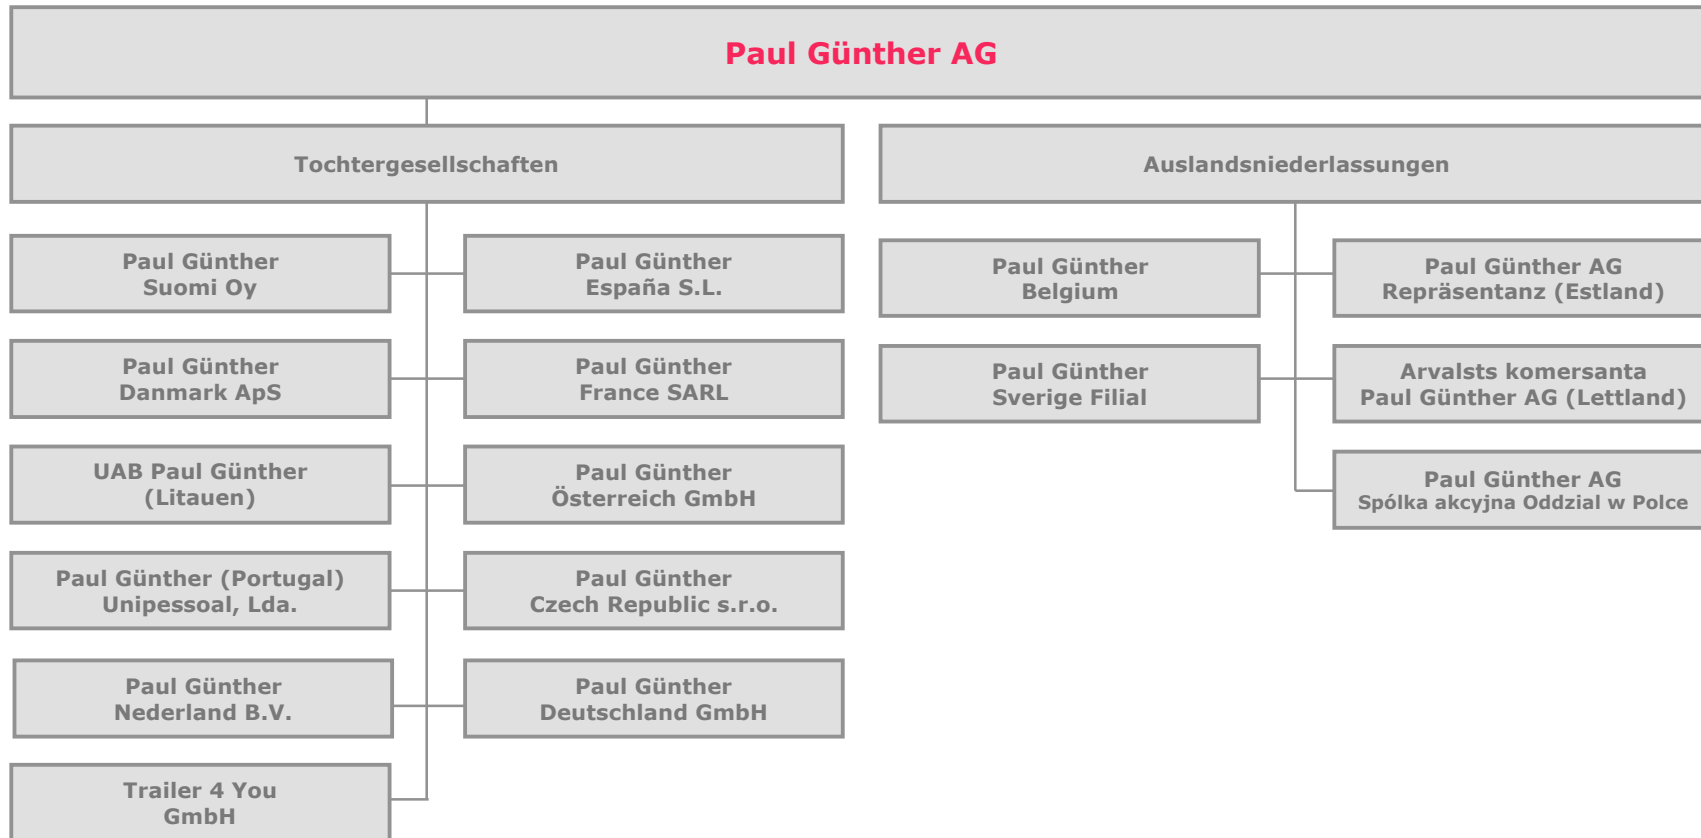 Paul Günther AG
Tochtergesellschaften
Paul Günther
Suomi Oy
Paul Günther
España S.L.
Paul Günther
Danmark ApS
Paul Günther
France SARL
UAB Paul Günther
(Litauen)
Paul Günther
Österreich GmbH
Paul Günther (Portugal)
Unipessoal, Lda.
Paul Günther
Czech Republic s.r.o.
Paul Günther
Nederland B.V.
Paul Günther
Deutschland GmbH
Trailer 4 You
GmbH
Auslandsniederlassungen
Paul Günther
Belgium
Paul Günther AG
Repräsentanz (Estland)
Paul Günther
Sverige Filial
Arvalsts komersanta
Paul Günther AG (Lettland)
Paul Günther AG
Spólka akcyjna Oddzial w Polce